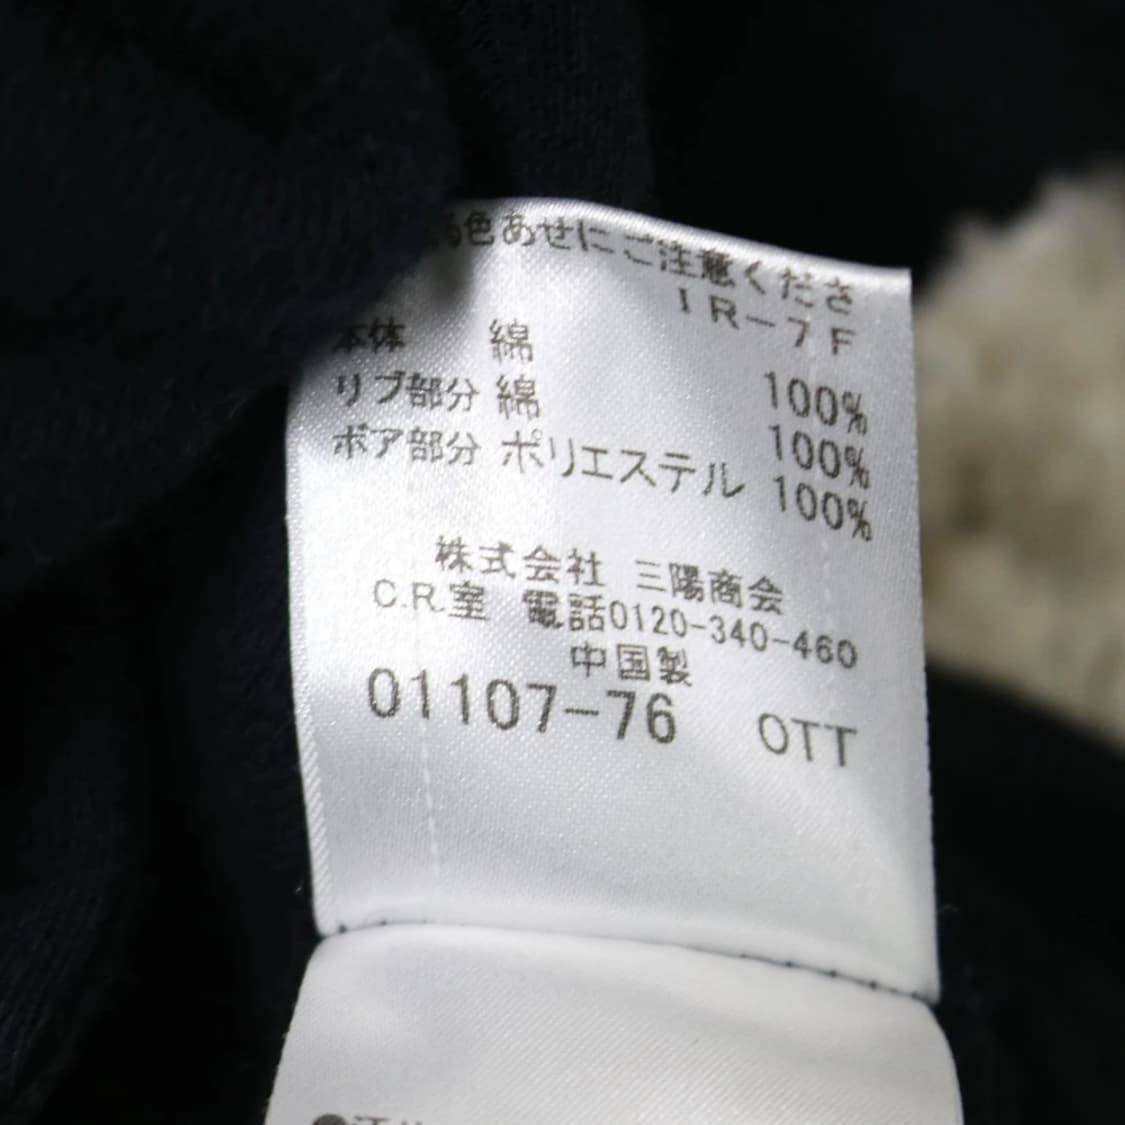 る色あせにご注意くださ
IR-7F
本体 綿 100%
リブ部分 綿 100%
ボア部分 ポリエステル 100%
株式会社 三陽商会
C.R.室 電話0120-340-460
中国製
01107-76 OTT